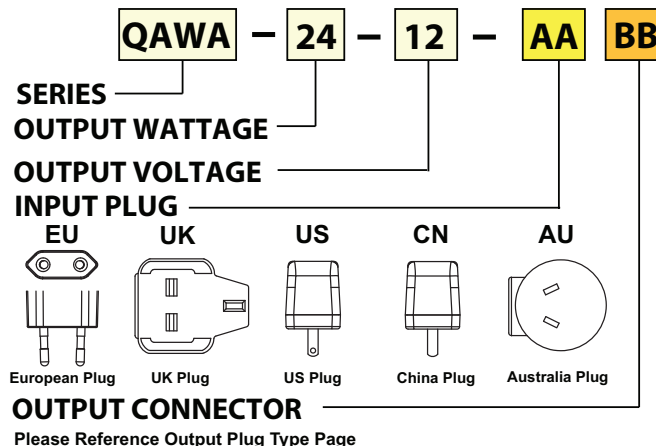 QAWA – 24 – 12 – AA BB
SERIES
OUTPUT WATTAGE
OUTPUT VOLTAGE
INPUT PLUG
EU UK US CN AU
European Plug UK Plug US Plug China Plug Australia Plug
OUTPUT CONNECTOR
Please Reference Output Plug Type Page